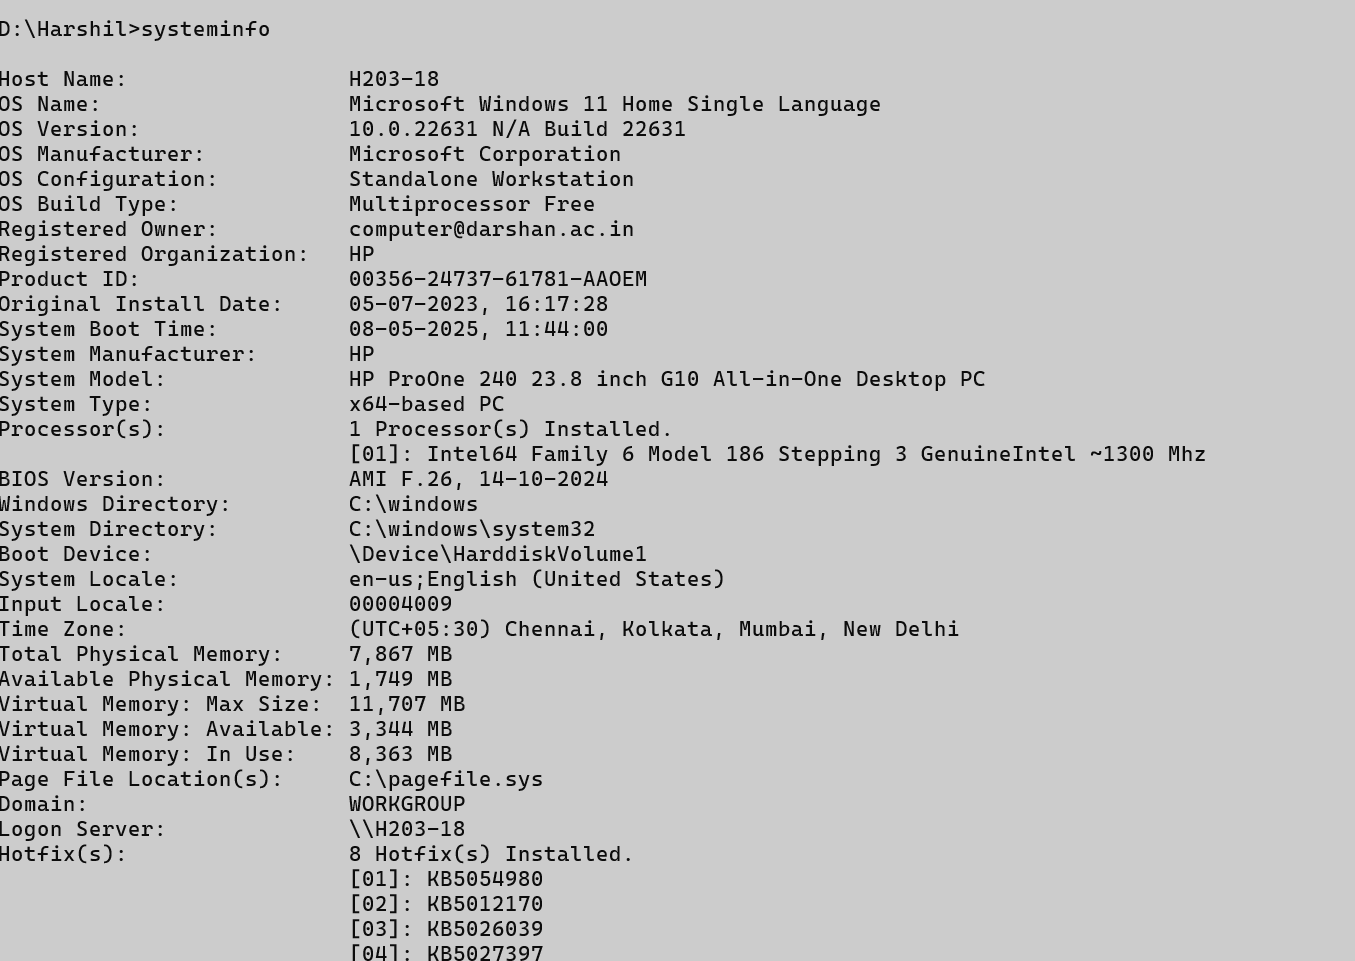 D:\Harshil>systeminfo
Host Name: H203-18
OS Name: Microsoft Windows 11 Home Single Language
OS Version: 10.0.22631 N/A Build 22631
OS Manufacturer: Microsoft Corporation
OS Configuration: Standalone Workstation
OS Build Type: Multiprocessor Free
Registered Owner: computer@darshan.ac.in
Registered Organization: HP
Product ID: 00356-24737-61781-AAOEM
Original Install Date: 05-07-2023, 16:17:28
System Boot Time: 08-05-2025, 11:44:00
System Manufacturer: HP
System Model: HP ProOne 240 23.8 inch G10 All-in-One Desktop PC
System Type: x64-based PC
Processor(s): 1 Processor(s) Installed.
[01]: Intel64 Family 6 Model 186 Stepping 3 GenuineIntel ~1300 Mhz
BIOS Version: AMI F.26, 14-10-2024
Windows Directory: C:\windows
System Directory: C:\windows\system32
Boot Device: \Device\HarddiskVolume1
System Locale: en-us;English (United States)
Input Locale: 00004009
Time Zone: (UTC+05:30) Chennai, Kolkata, Mumbai, New Delhi
Total Physical Memory: 7,867 MB
Available Physical Memory: 1,749 MB
Virtual Memory: Max Size: 11,707 MB
Virtual Memory: Available: 3,344 MB
Virtual Memory: In Use: 8,363 MB
Page File Location(s): C:\pagefile.sys
Domain: WORKGROUP
Logon Server: \\H203-18
Hotfix(s): 8 Hotfix(s) Installed.
[01]: KB5054980
[02]: KB5012170
[03]: KB5026039
[04]: KB5027397